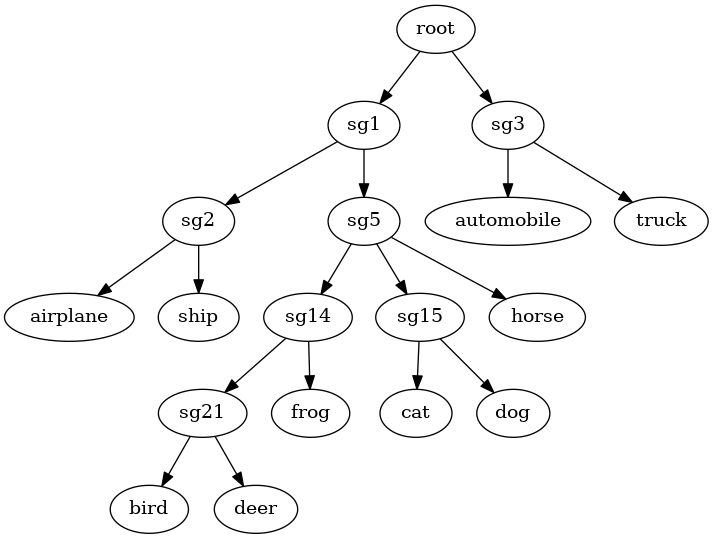 root
sg1
sg3
sg2
sg5
automobile
truck
airplane
ship
sg14
sg15
horse
sg21
frog
cat
dog
bird
deer